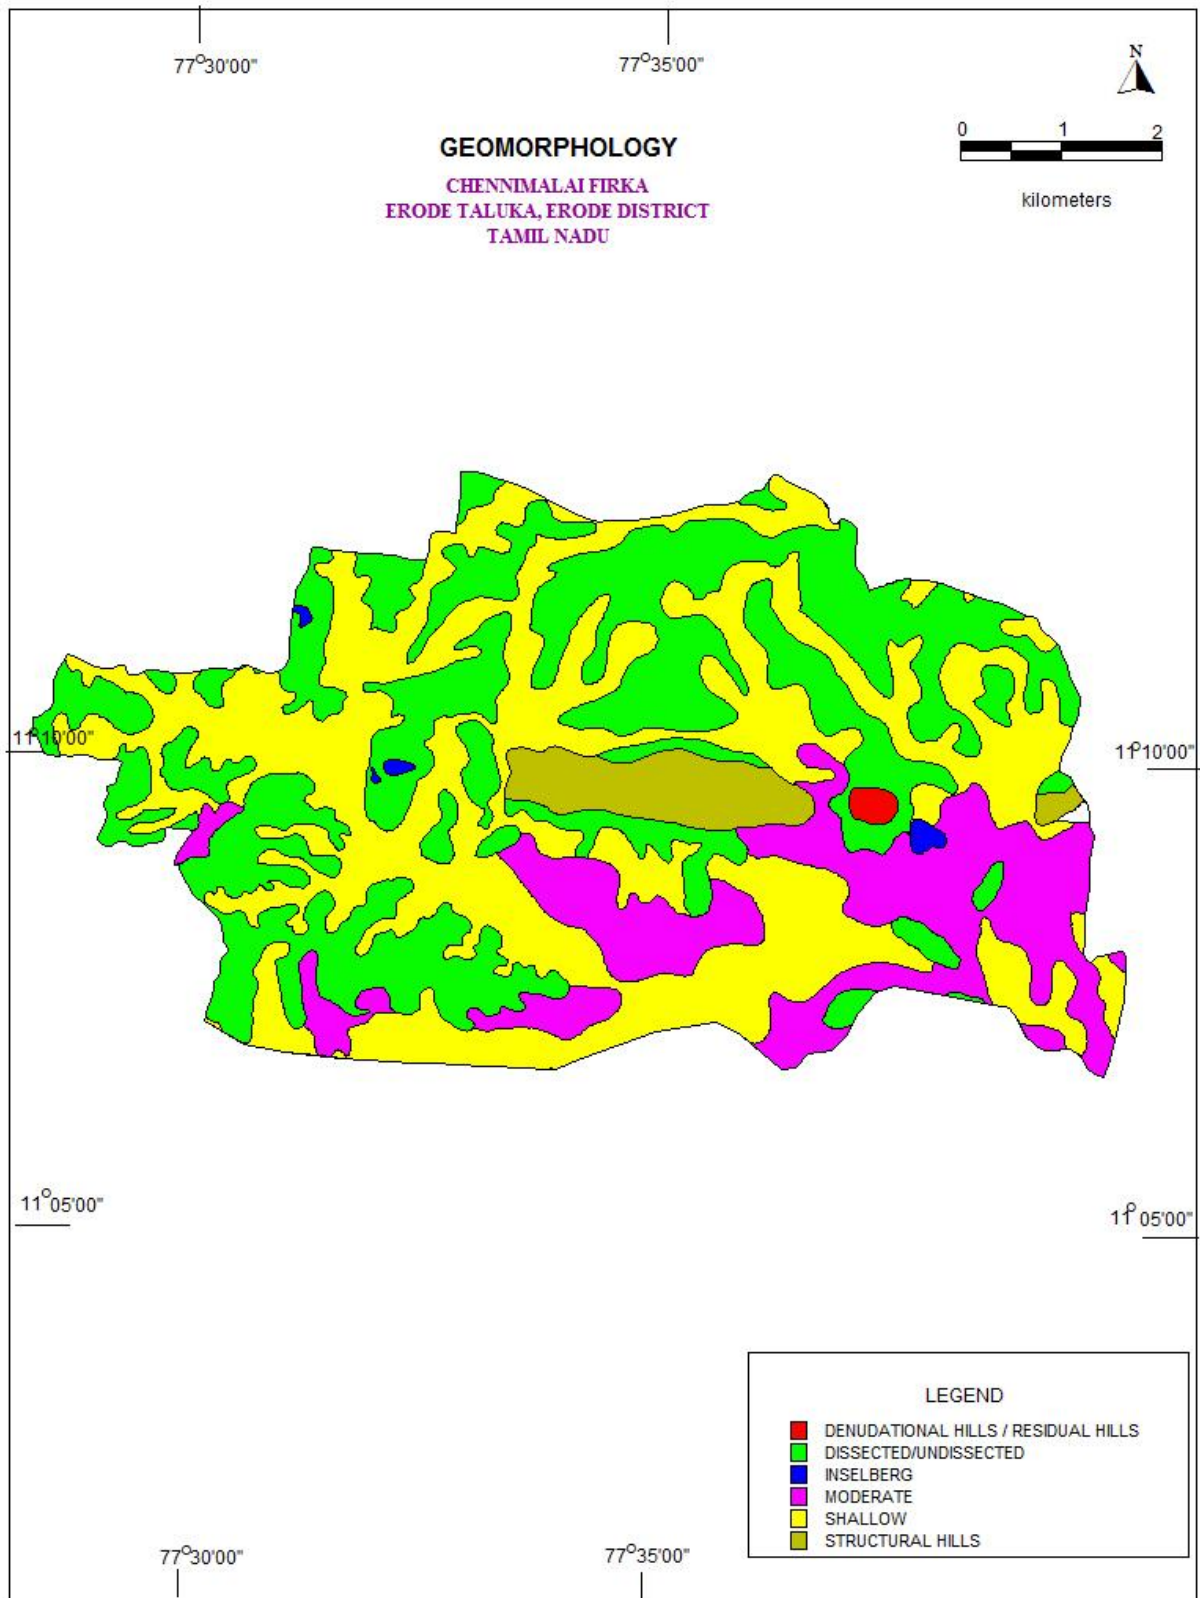 77°30'00"
77°35'00"
N
GEOMORPHOLOGY
0 1 2
kilometers
CHENNIMALAI FIRKA
ERODE TALUKA, ERODE DISTRICT
TAMIL NADU
11°10'00"
11°10'00"
11°05'00"
11°05'00"
LEGEND
DENUDATIONAL HILLS / RESIDUAL HILLS
DISSECTED/UNDISSECTED
INSELBERG
MODERATE
SHALLOW
STRUCTURAL HILLS
77°30'00"
77°35'00"